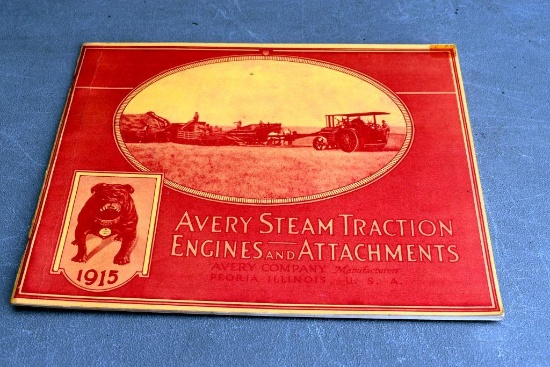 AVERY STEAM TRACTION
ENGINES AND ATTACHMENTS
AVERY COMPANY Manufacturers
PEORIA ILLINOIS U. S. A.
1915